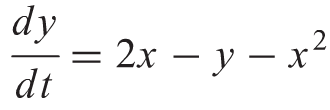 dy/dt = 2x − y − x²